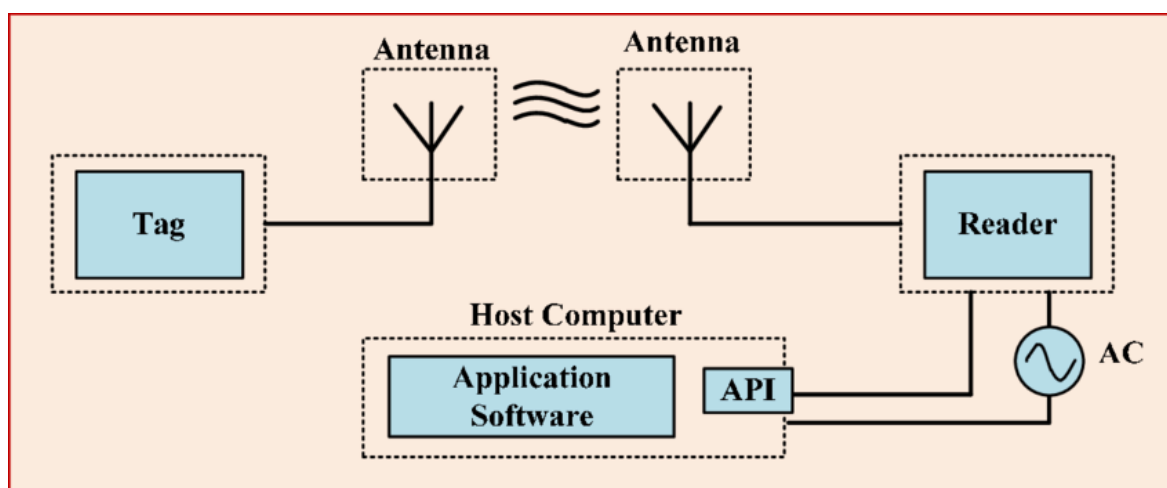 Antenna
Antenna
Tag
Reader
Host Computer
Application
Software
API
AC